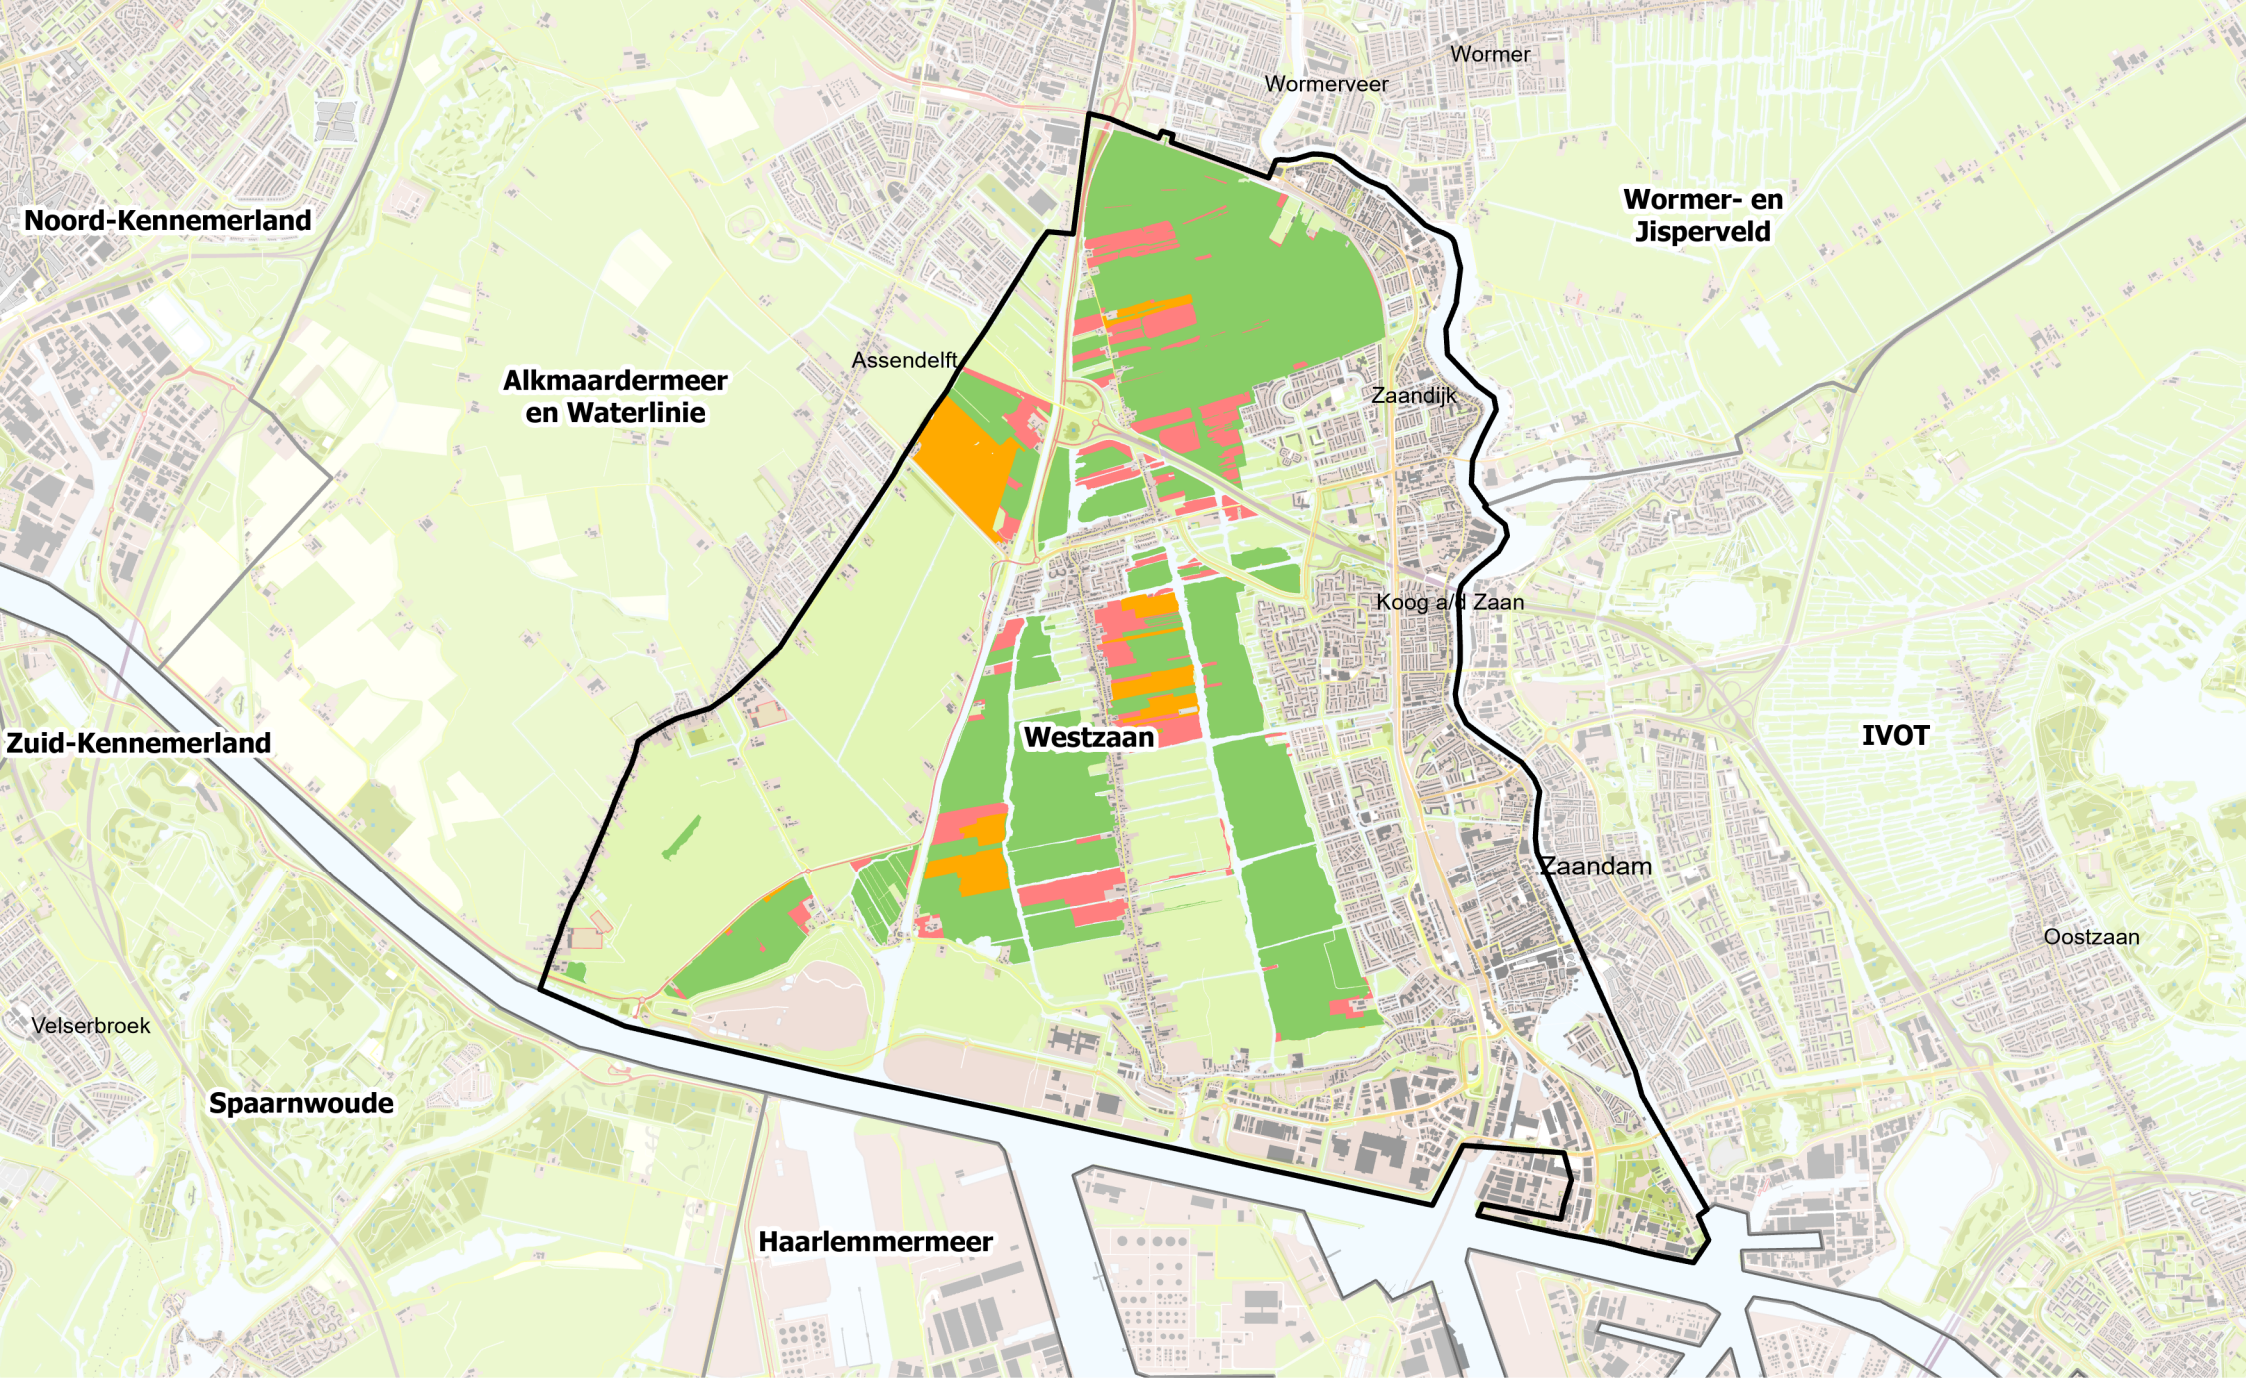 Wormer
Wormerveer
Noord-Kennemerland
Wormer- en
Jisperveld
Assendelft
Alkmaardermeer
en Waterlinie
Zaandijk
Koog a/d Zaan
Zuid-Kennemerland
Westzaan
IVOT
Zaandam
Oostzaan
Velserbroek
Spaarnwoude
Haarlemmermeer